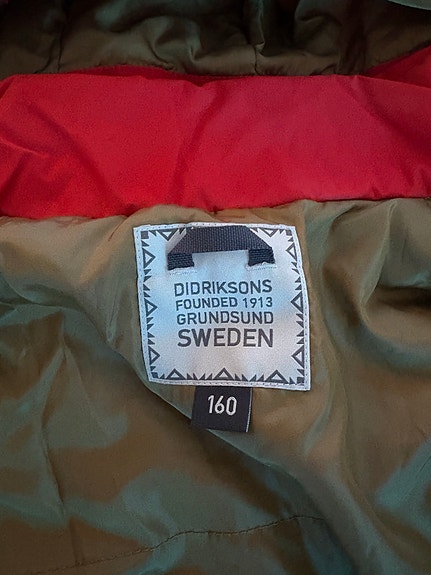 DIDRIKSONS
FOUNDED 1913
GRUNDSUND
SWEDEN
160